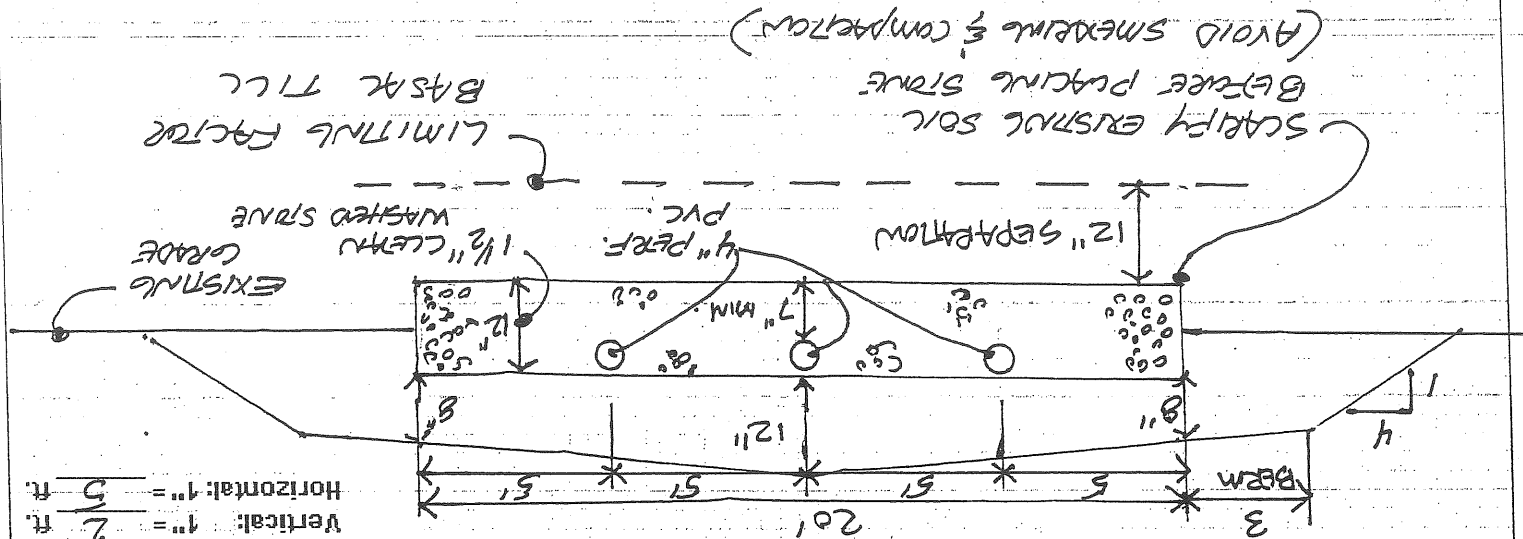 Vertical: 1" = 2 ft.
Horizontal: 1" = 5 ft.
20'
3
BERM
5'
5'
5'
5
8"
12"
8"
4
1
EXISTING
GRADE
12"
7" MIN.
1½" CLEAN
WASHED STONE
4" PERF.
PVC.
12" SEPARATION
LIMITING FACTOR
BASAL TILL
SCARIFY EXISTING SOIL
BEFORE PLACING STONE
(AVOID SMEARING & COMPACTION)